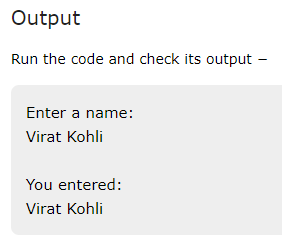 Output
Run the code and check its output −
Enter a name:
Virat Kohli
You entered:
Virat Kohli